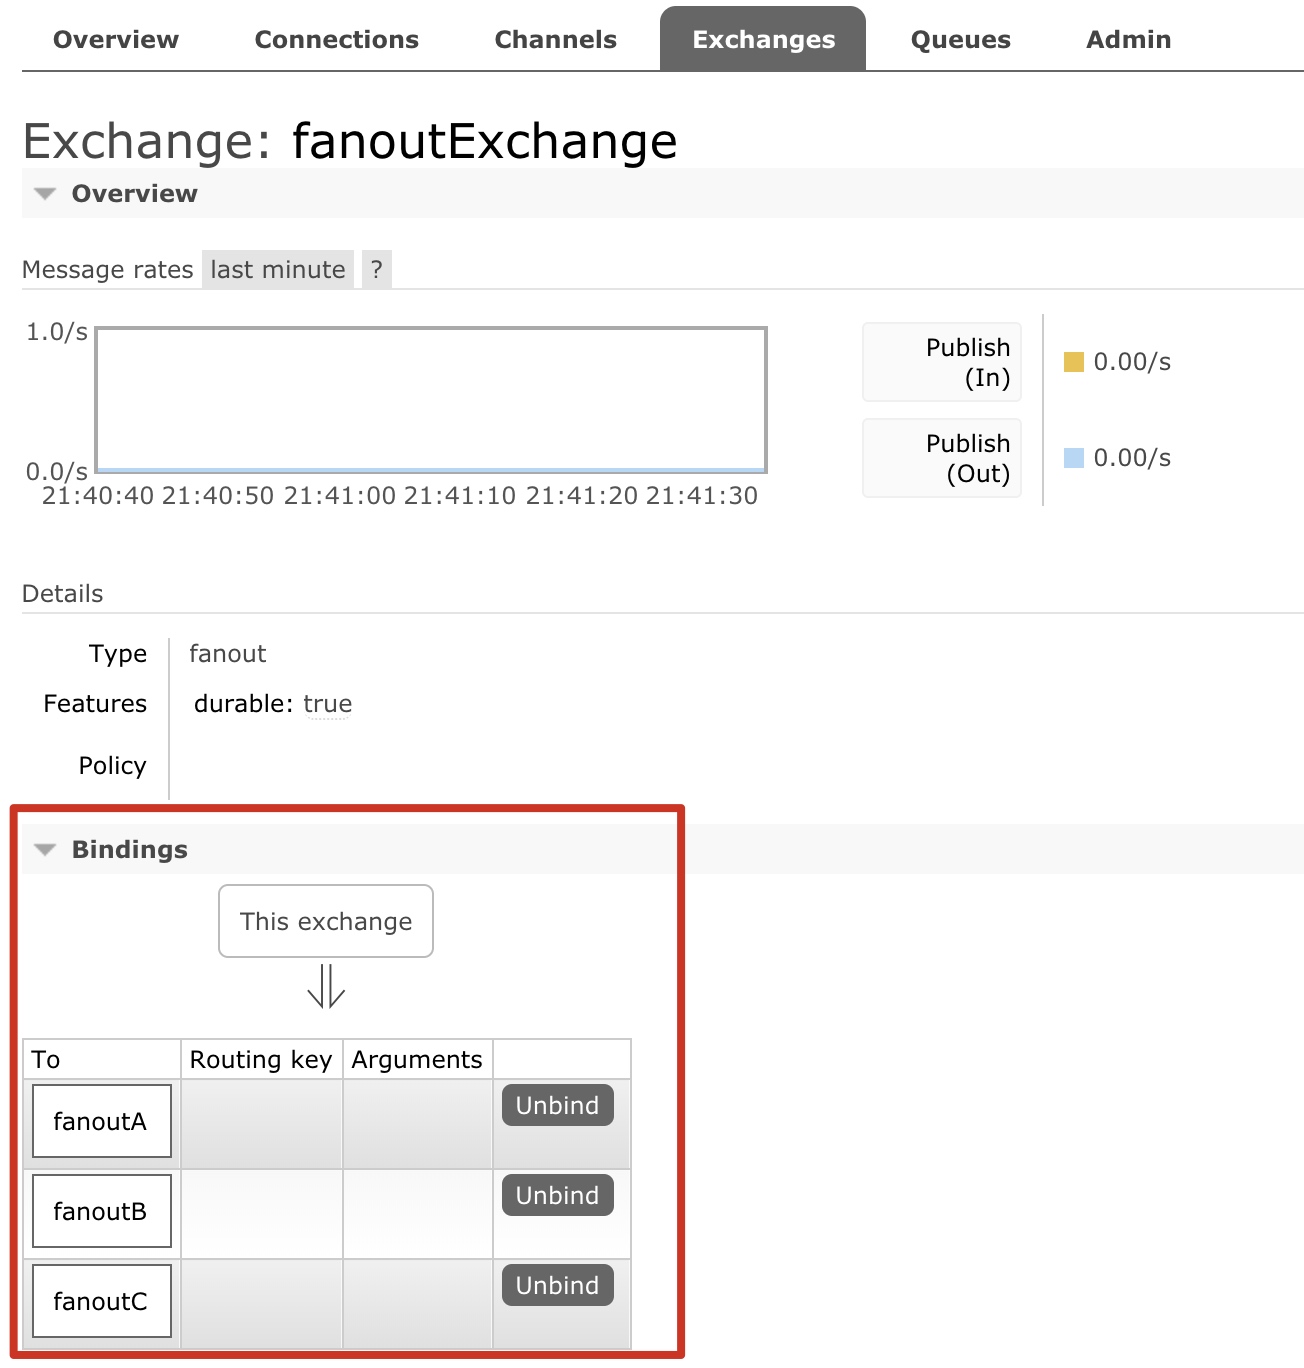 Overview Connections Channels Exchanges Queues Admin
Exchange: fanoutExchange
Overview
Message rates last minute ?
1.0/s
0.0/s
21:40:40 21:40:50 21:41:00 21:41:10 21:41:20 21:41:30
Publish
(In)
0.00/s
Publish
(Out)
0.00/s
Details
Type fanout
Features durable: true
Policy
Bindings
This exchange
To Routing key Arguments
fanoutA Unbind
fanoutB Unbind
fanoutC Unbind